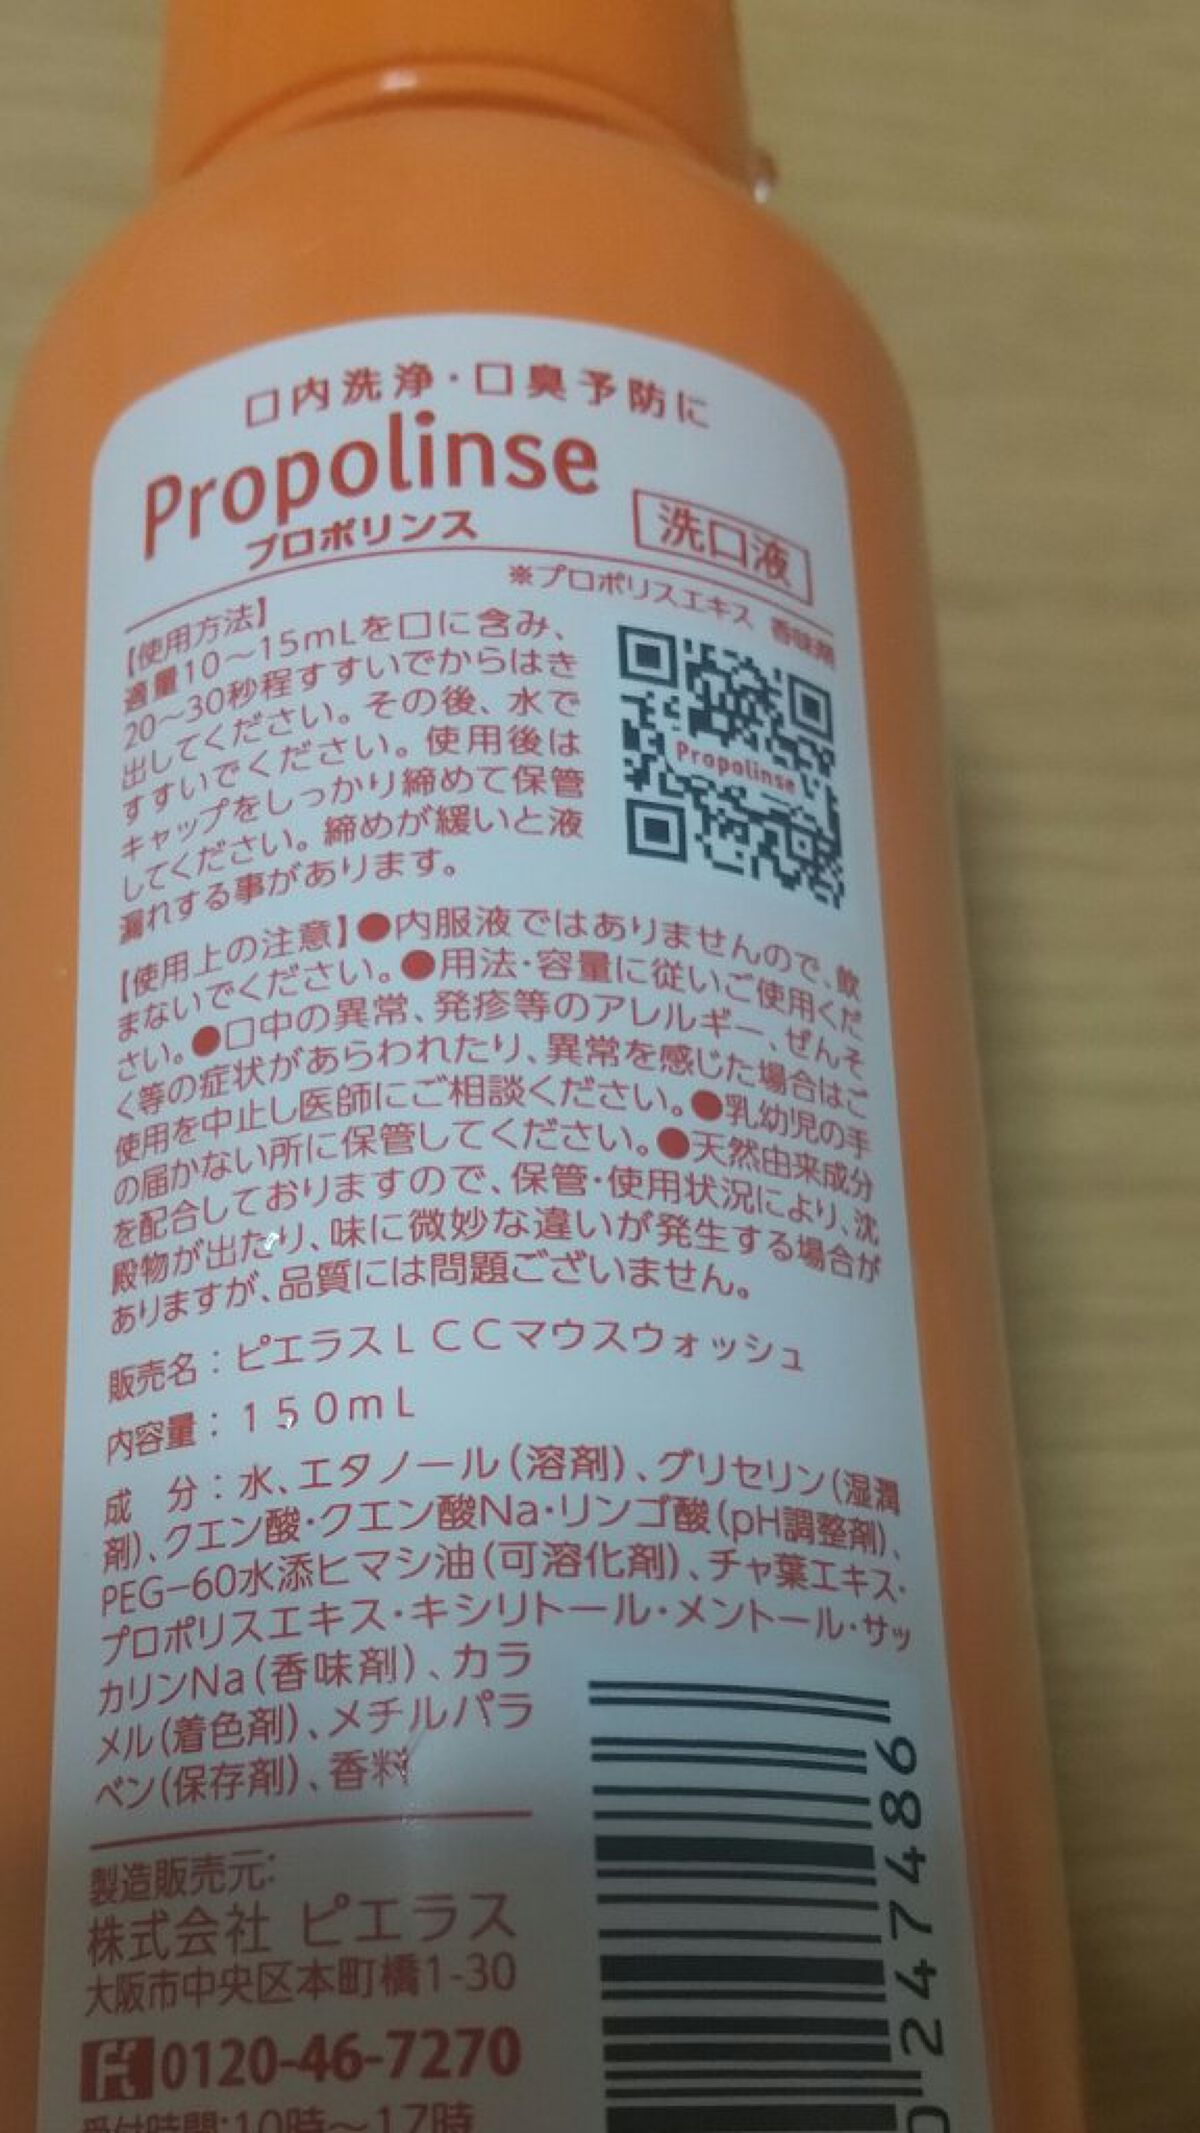 口内洗浄・口臭予防に
Propolinse
プロポリンス
洗口液
※プロポリスエキス 香味剤
【使用方法】
適量10～15mLを口に含み、
20～30秒程すすいでからはき
出してください。その後、水で
すすいでください。使用後は
キャップをしっかり締めて保管
してください。締めが緩いと液
漏れする事があります。
Propolinse
【使用上の注意】●内服液ではありませんので、飲
まないでください。●用法・容量に従いご使用くだ
さい。●口中の異常、発疹等のアレルギー、ぜんそ
く等の症状があらわれたり、異常を感じた場合はご
使用を中止し医師にご相談ください。●乳幼児の手
の届かない所に保管してください。●天然由来成分
を配合しておりますので、保管・使用状況により、沈
殿物が出たり、味に微妙な違いが発生する場合が
ありますが、品質には問題ございません。
販売名：ピエラスLCCマウスウォッシュ
内容量：150mL
成 分：水、エタノール（溶剤）、グリセリン（湿潤
剤）、クエン酸・クエン酸Na・リンゴ酸（pH調整剤）、
PEG−60水添ヒマシ油（可溶化剤）、チャ葉エキス・
プロポリスエキス・キシリトール・メントール・サッ
カリンNa（香味剤）、カラ
メル（着色剤）、メチルパラ
ベン（保存剤）、香料
製造販売元：
株式会社 ピエラス
大阪市中央区本町橋1-30
0120-46-7270
受付時間：10時～17時
0247486